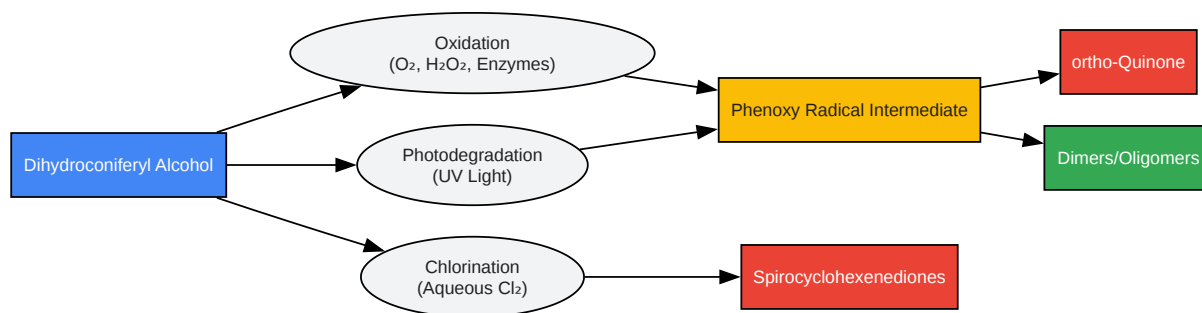 Oxidation
(O₂, H₂O₂, Enzymes)
ortho-Quinone
Phenoxy Radical Intermediate
Dihydroconiferyl Alcohol
Photodegradation
(UV Light)
Dimers/Oligomers
Chlorination
(Aqueous Cl₂)
Spirocyclohexenediones